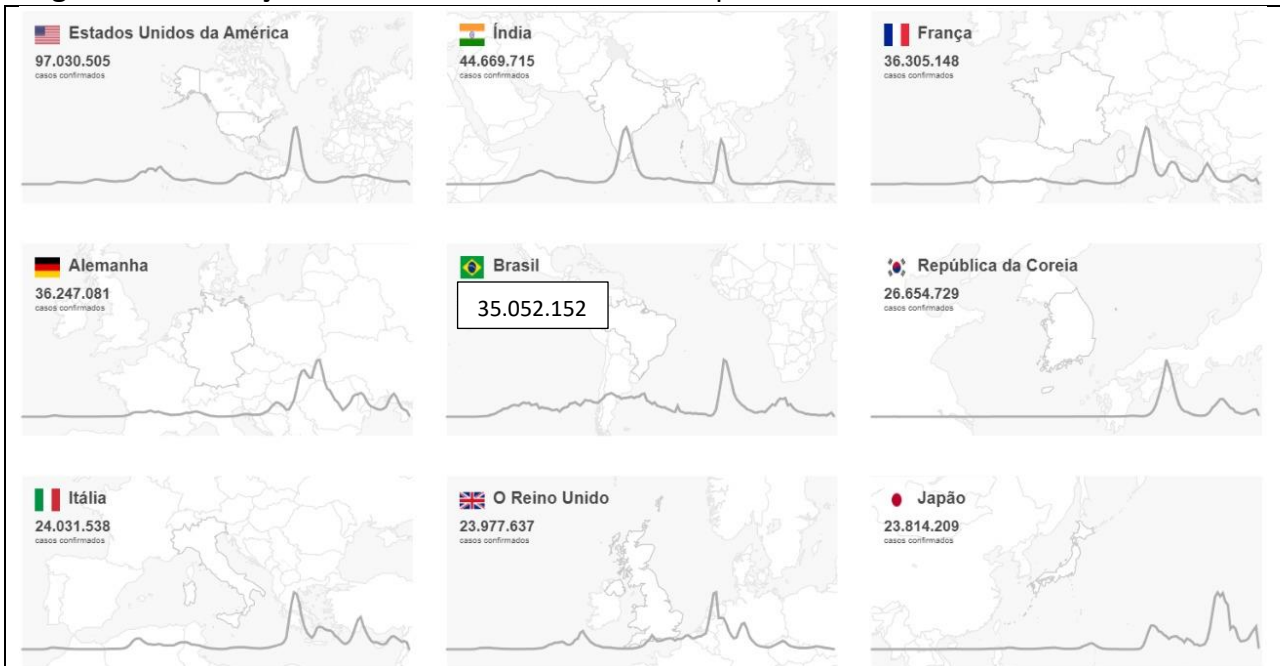 Estados Unidos da América
97.030.505
casos confirmados
Índia
44.669.715
casos confirmados
França
36.305.148
casos confirmados
Alemanha
36.247.081
casos confirmados
Brasil
35.052.152
República da Coreia
26.654.729
casos confirmados
Itália
24.031.538
casos confirmados
O Reino Unido
23.977.637
casos confirmados
Japão
23.814.209
casos confirmados